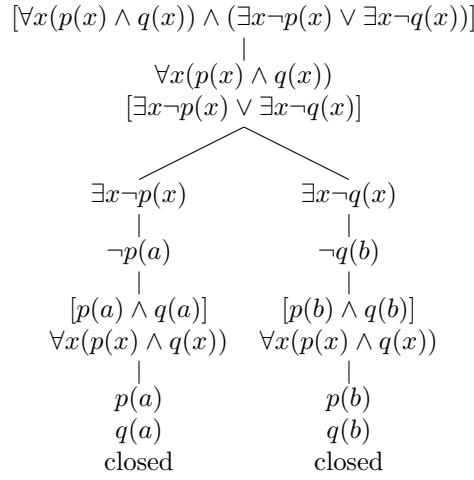 [∀x(p(x) ∧ q(x)) ∧ (∃x¬p(x) ∨ ∃x¬q(x))]
∀x(p(x) ∧ q(x))
[∃x¬p(x) ∨ ∃x¬q(x)]
∃x¬p(x) ∃x¬q(x)
¬p(a) ¬q(b)
[p(a) ∧ q(a)] [p(b) ∧ q(b)]
∀x(p(x) ∧ q(x)) ∀x(p(x) ∧ q(x))
p(a) p(b)
q(a) q(b)
closed closed